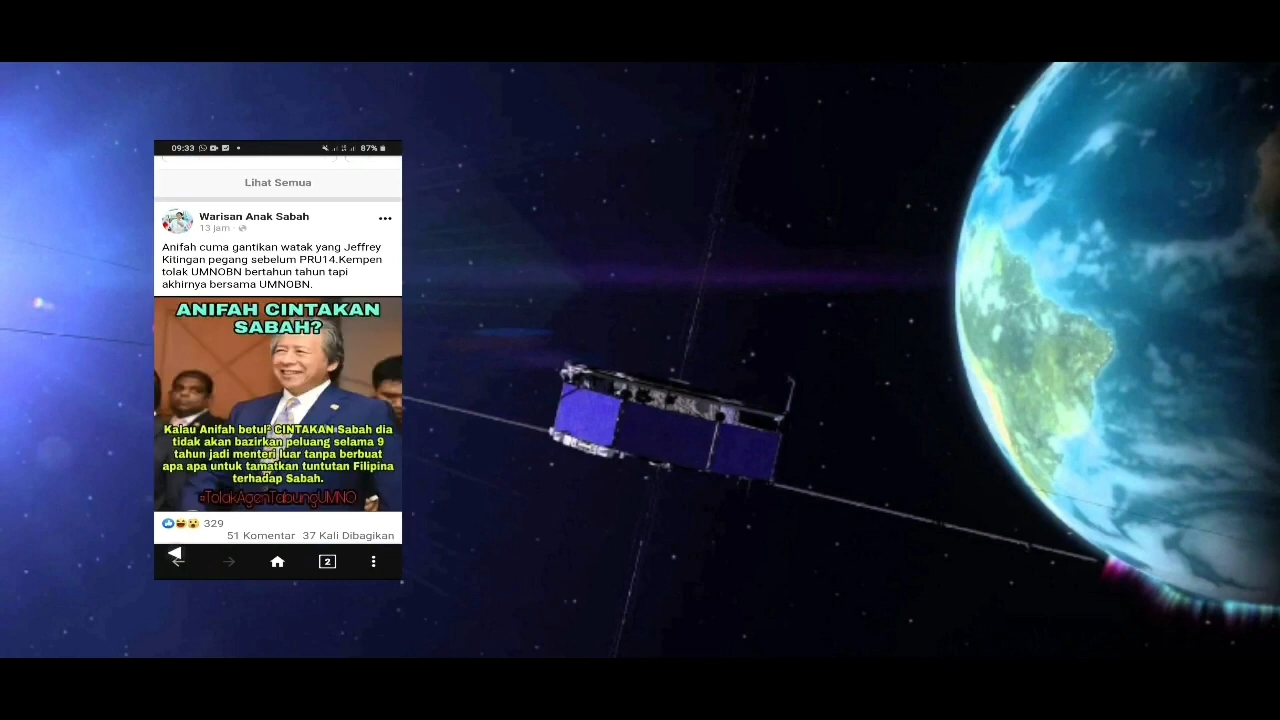 09:33 87%
Lihat Semua
Warisan Anak Sabah
13 jam
Anifah cuma gantikan watak yang Jeffrey
Kitingan pegang sebelum PRU14.Kempen
tolak UMNOBN bertahun tahun tapi
akhirnya bersama UMNOBN.
ANIFAH CINTAKAN
SABAH?
Kalau Anifah betul² CINTAKAN Sabah dia
tidak akan bazirkan peluang selama 9
tahun jadi menteri luar tanpa berbuat
apa apa untuk tamatkan tuntutan Filipina
terhadap Sabah.
#TolakAgenTabungUMNO
329
51 Komentar 37 Kali Dibagikan
2